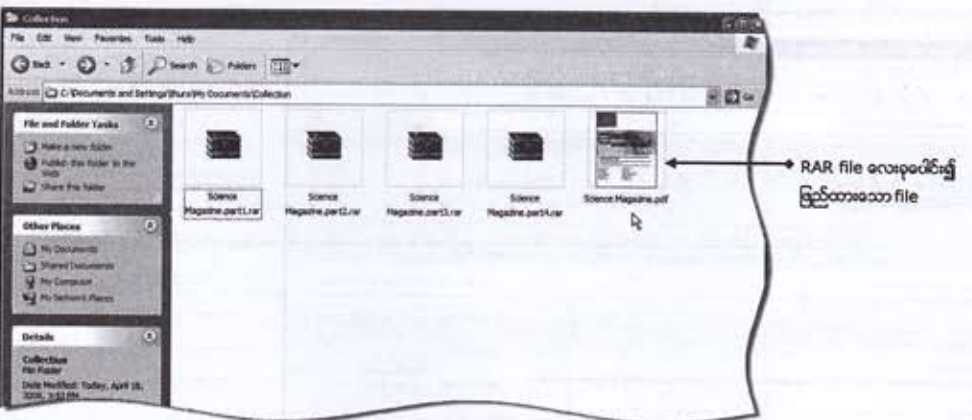 Collection
File Edit View Favorites Tools Help
Back Search Folders
Address C:\Documents and Settings\thura\My Documents\Collection Go
File and Folder Tasks
Make a new folder
Publish this folder to the
Web
Share this folder
Other Places
My Documents
Shared Documents
My Computer
My Network Places
Details
Collection
File Folder
Date Modified: Today, April 18,
Science
Magazine.part1.rar
Science
Magazine.part2.rar
Science
Magazine.part3.rar
Science
Magazine.part4.rar
Science Magazine.pdf
RAR file လေးခုပေါင်း၍
ဖြည်ထားသော file